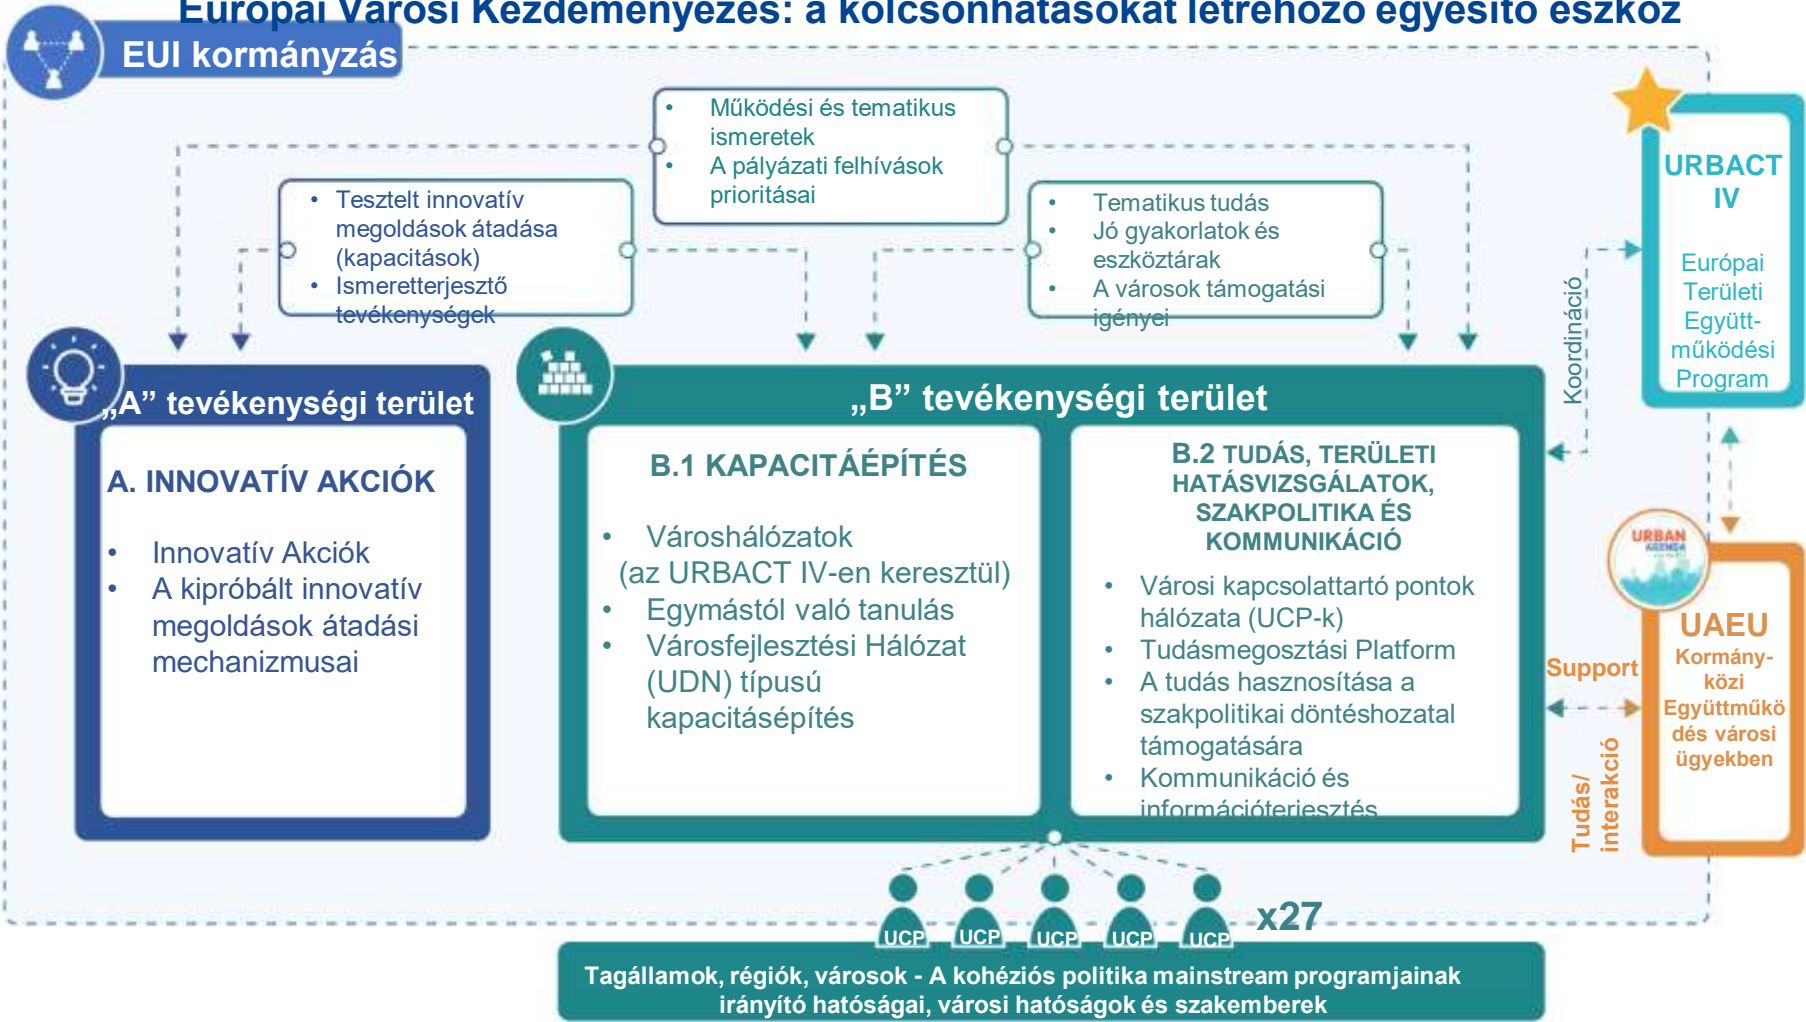 Európai Városi Kezdeményezés: a kölcsönhatásokat létrehozó egyesítő eszköz
EUI kormányzás
• Működési és tematikus
ismeretek
• A pályázati felhívások
prioritásai
• Tesztelt innovatív
megoldások átadása
(kapacitások)
• Ismeretterjesztő
tevékenységek
• Tematikus tudás
• Jó gyakorlatok és
eszköztárak
• A városok támogatási
igényei
„A” tevékenységi terület
A. INNOVATÍV AKCIÓK
• Innovatív Akciók
• A kipróbált innovatív
megoldások átadási
mechanizmusai
„B” tevékenységi terület
B.1 KAPACITÁÉPÍTÉS
• Városhálózatok
(az URBACT IV-en keresztül)
• Egymástól való tanulás
• Városfejlesztési Hálózat
(UDN) típusú
kapacitásépítés
B.2 TUDÁS, TERÜLETI
HATÁSVIZSGÁLATOK,
SZAKPOLITIKA ÉS
KOMMUNIKÁCIÓ
• Városi kapcsolattartó pontok
hálózata (UCP-k)
• Tudásmegosztási Platform
• A tudás hasznosítása a
szakpolitikai döntéshozatal
támogatására
• Kommunikáció és
információterjesztés
Koordináció
URBACT
IV
Európai
Területi
Együtt-
működési
Program
Support
Tudás/
interakció
URBAN
AGENDA
UAEU
Kormány-
közi
Együttműkö
dés városi
ügyekben
UCP
UCP
UCP
UCP
UCP
x27
Tagállamok, régiók, városok - A kohéziós politika mainstream programjainak
irányító hatóságai, városi hatóságok és szakemberek